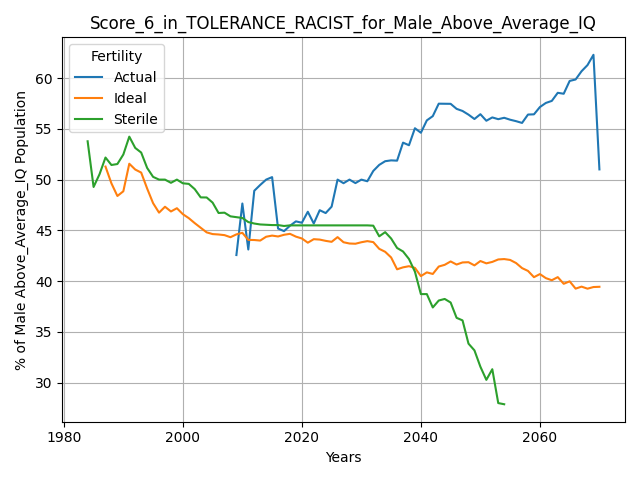 Score_6_in_TOLERANCE_RACIST_for_Male_Above_Average_IQ
Fertility
Actual
Ideal
Sterile
% of Male Above_Average_IQ Population
60
55
50
45
40
35
30
1980
2000
2020
2040
2060
Years